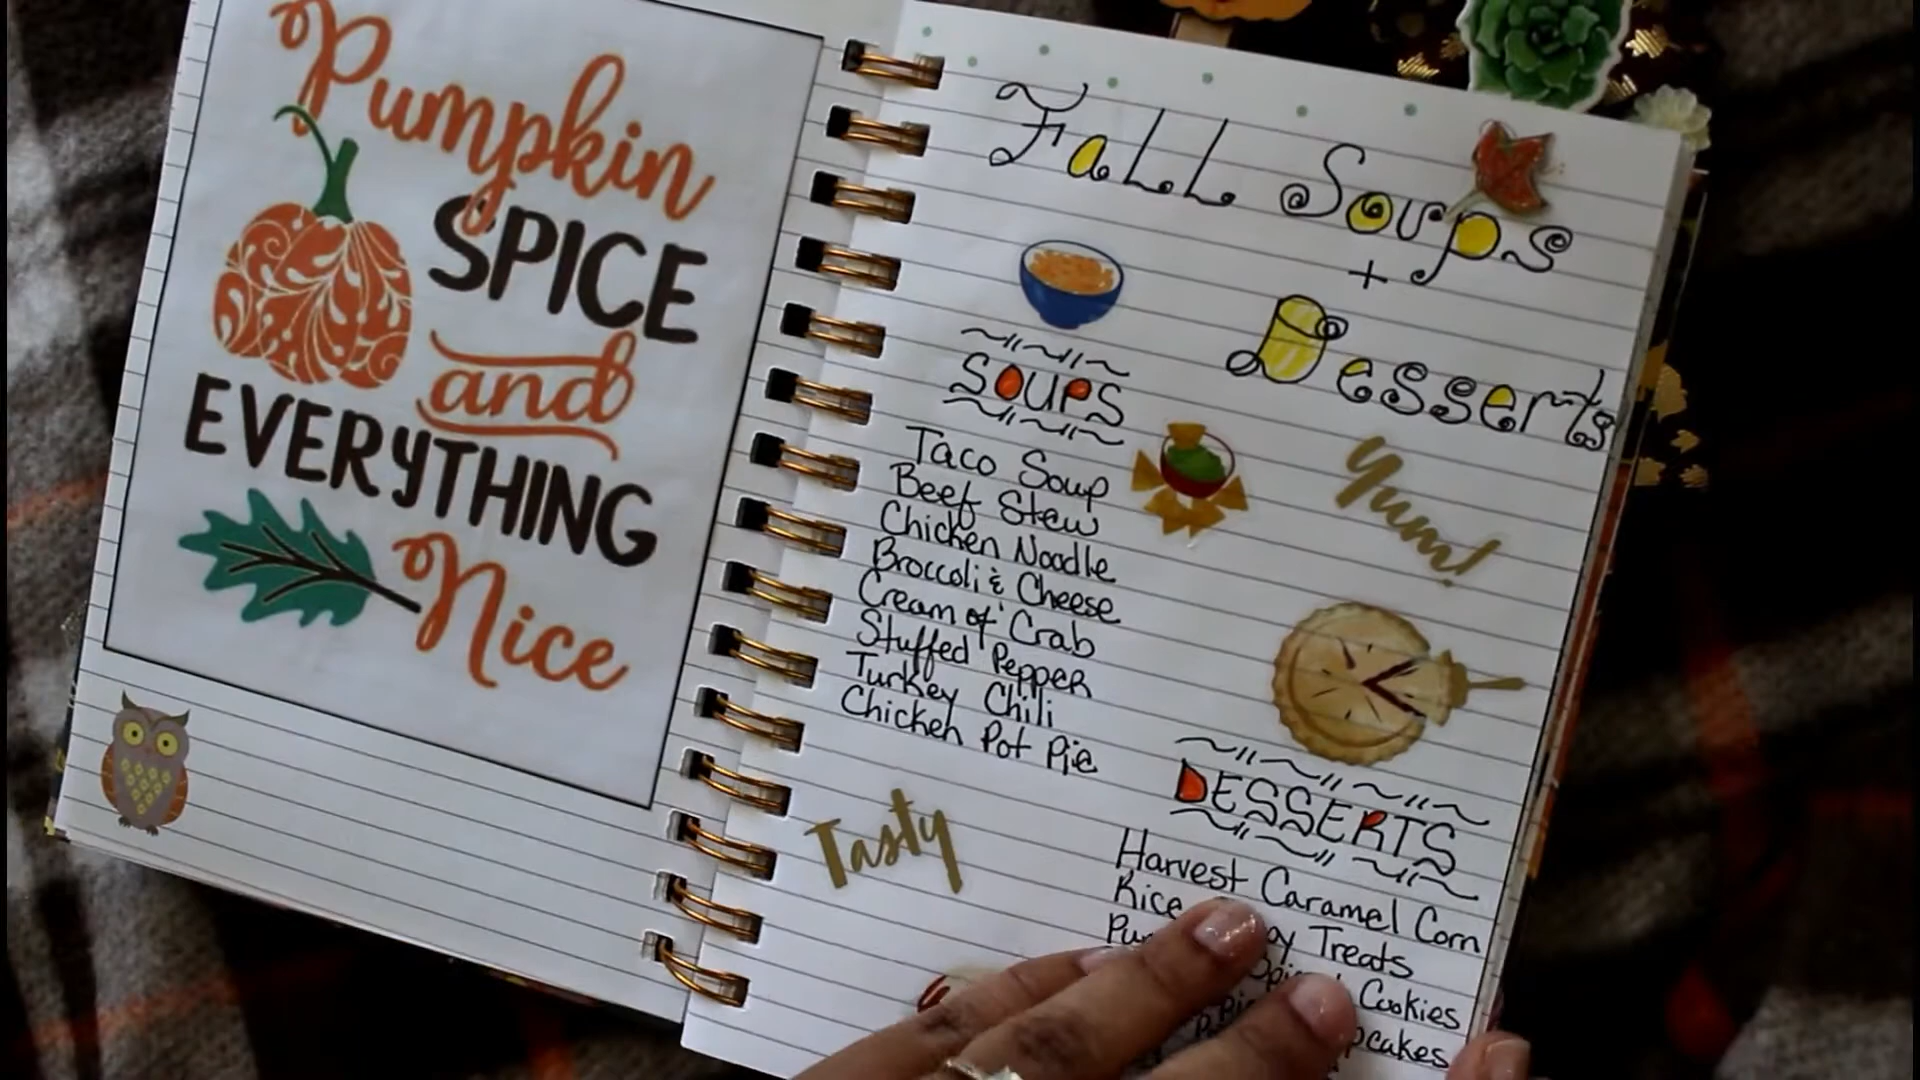 Pumpkin
SPICE
and
EVERYTHING
Nice
Fall Soups
+
Desserts
SOUPS
Taco Soup
Beef Stew
Chicken Noodle
Broccoli & Cheese
Cream of Crab
Stuffed Pepper
Turkey Chili
Chicken Pot Pie
Yum!
Tasty
DESSERTS
Harvest Caramel Corn
Rice Treats
Cookies